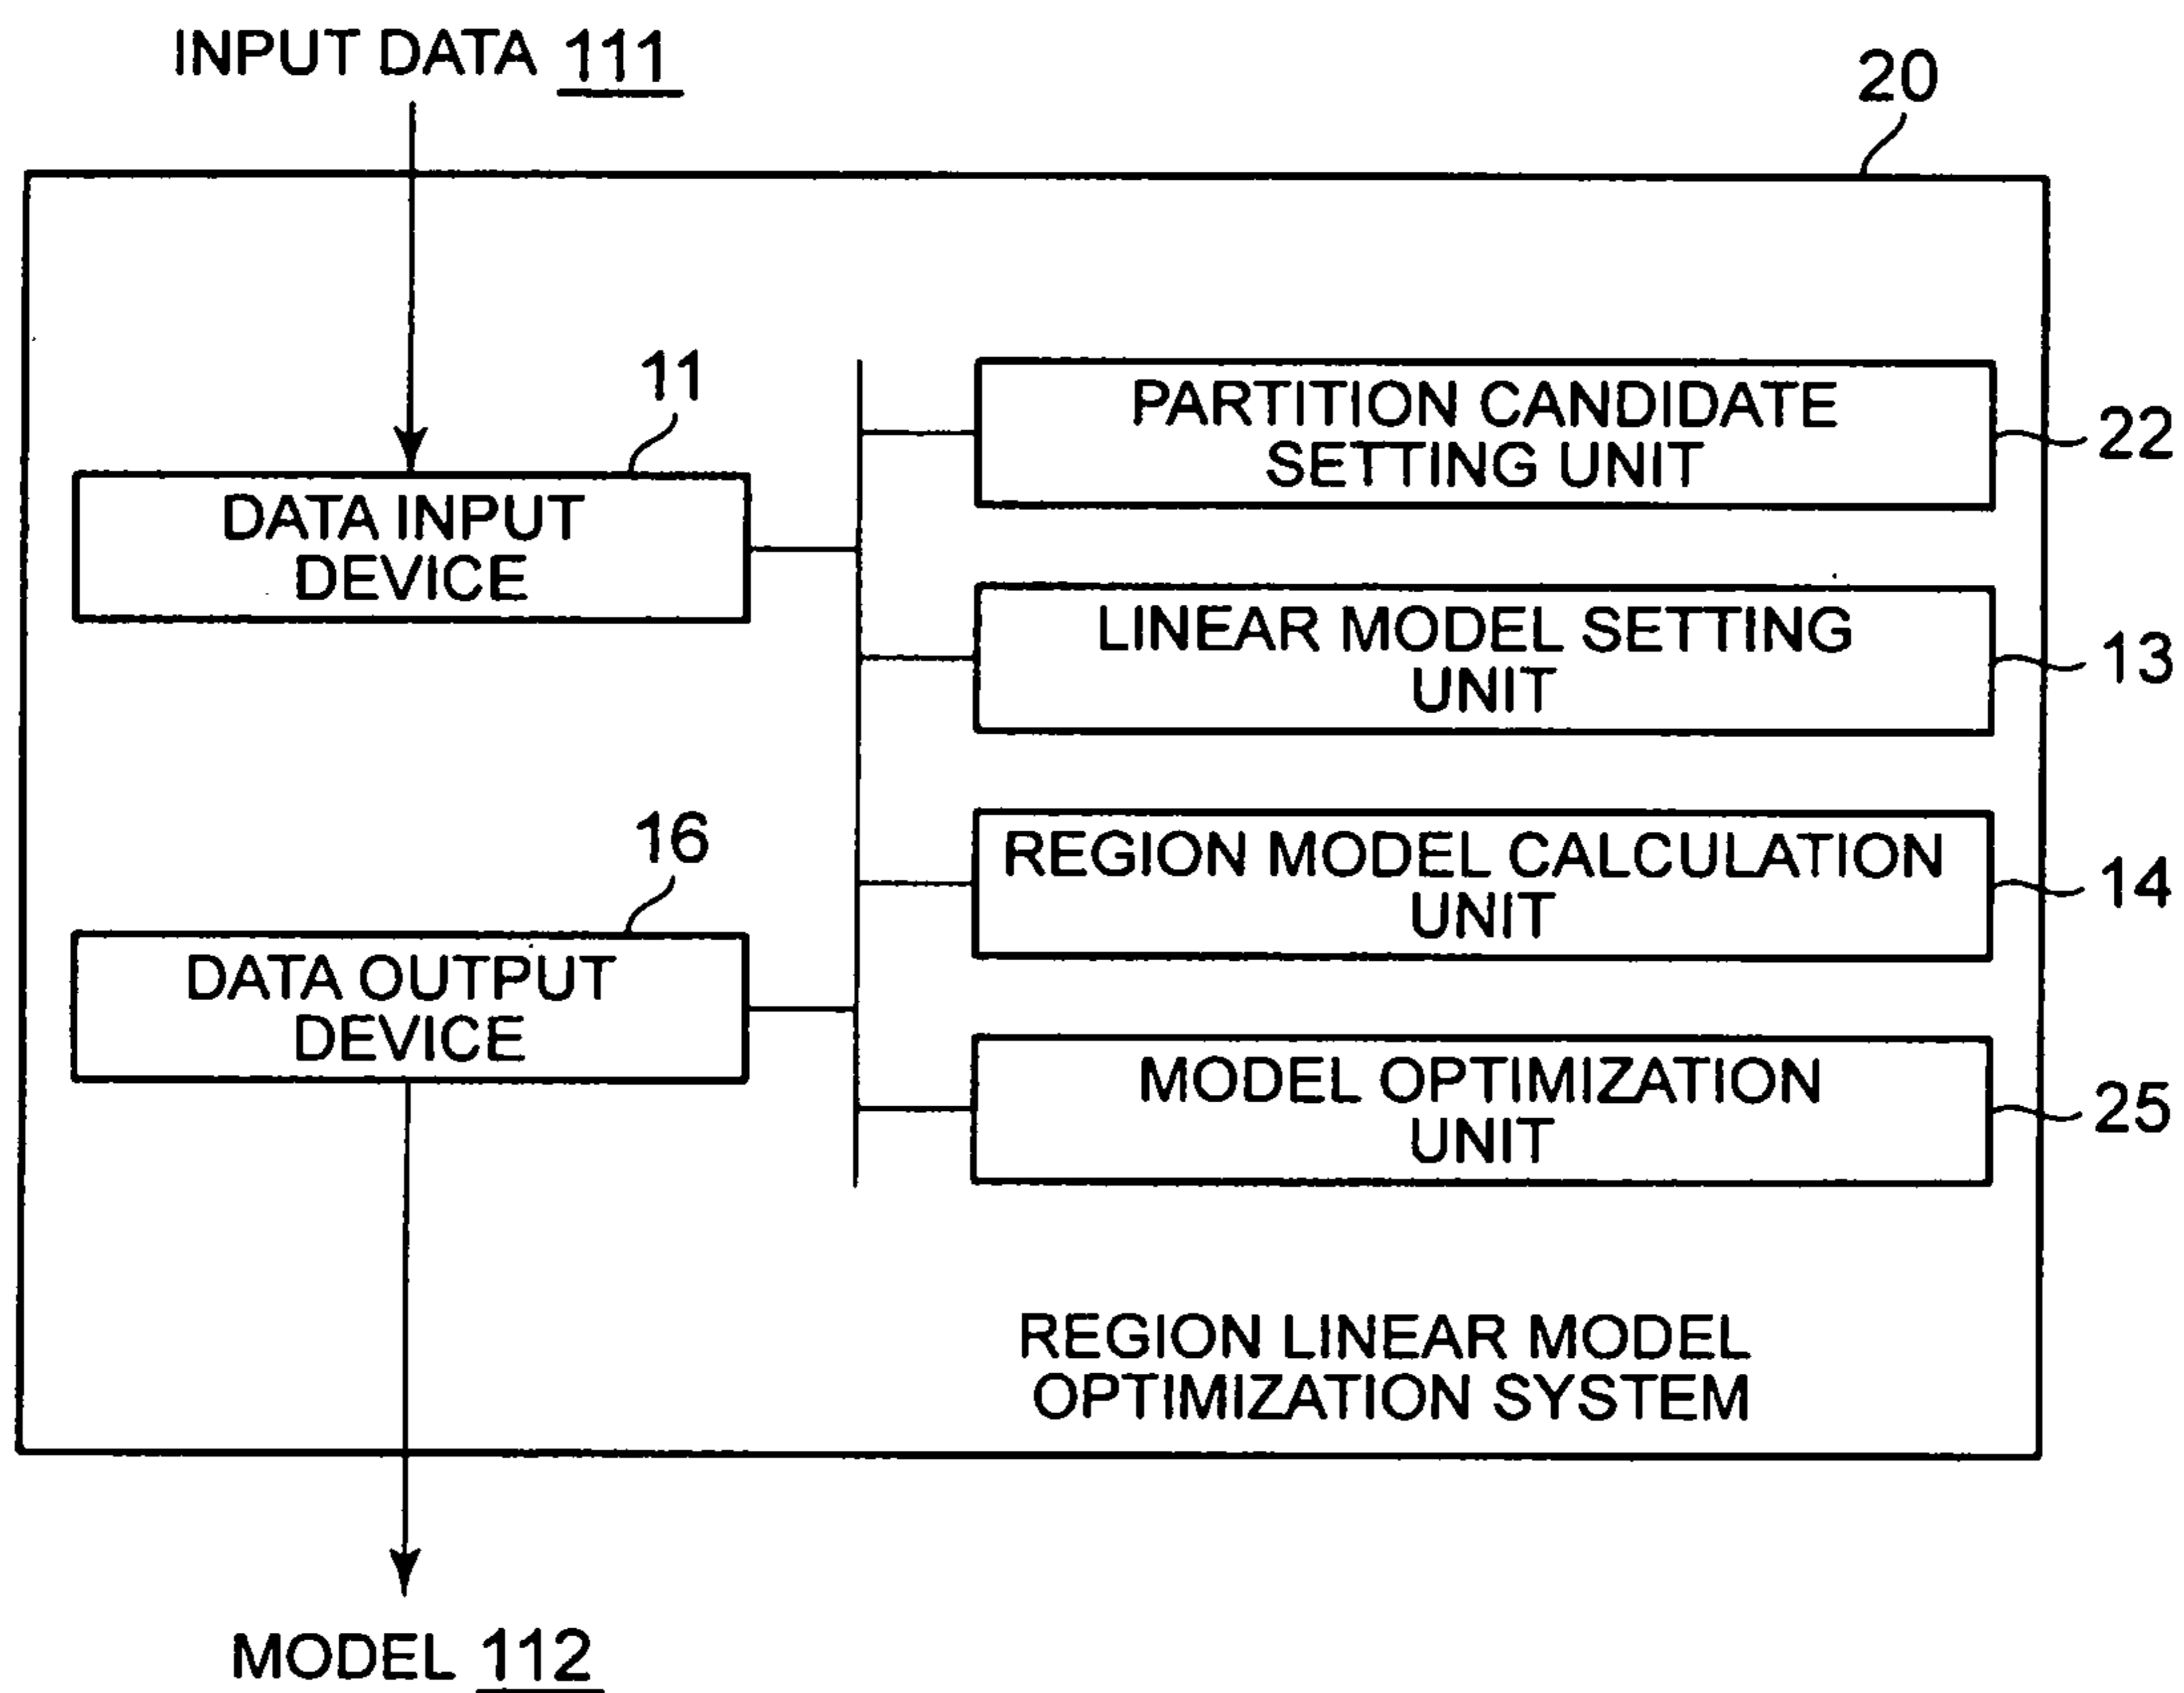 INPUT DATA 111
20
11
DATA INPUT
DEVICE
PARTITION CANDIDATE
SETTING UNIT
22
LINEAR MODEL SETTING
UNIT
13
16
DATA OUTPUT
DEVICE
REGION MODEL CALCULATION
UNIT
14
MODEL OPTIMIZATION
UNIT
25
REGION LINEAR MODEL
OPTIMIZATION SYSTEM
MODEL 112